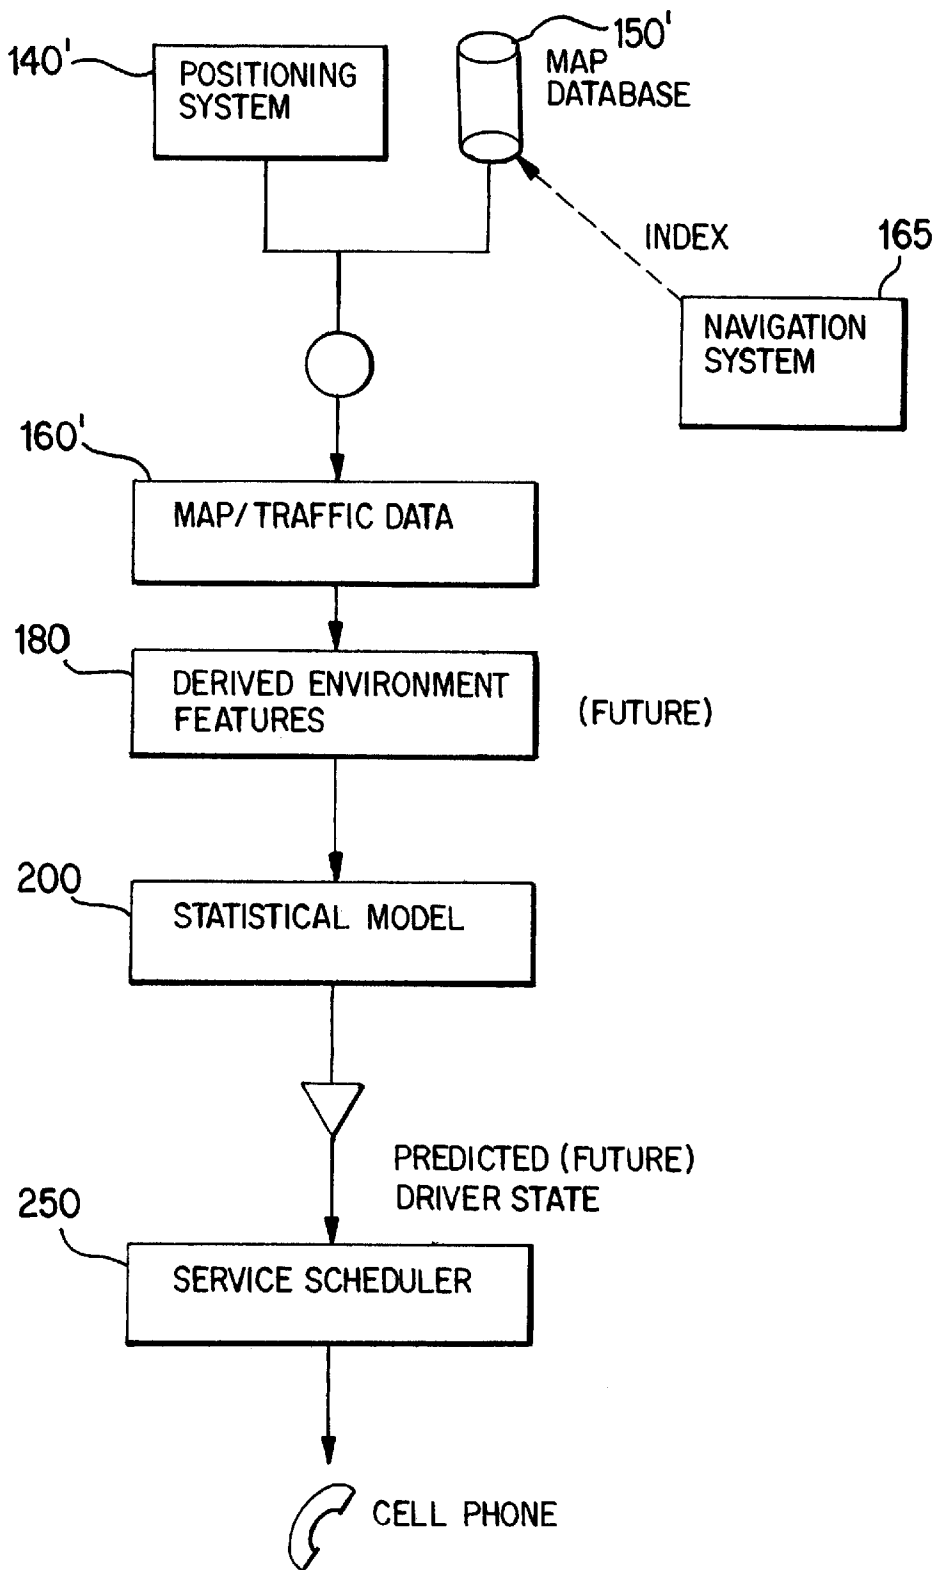 140'
POSITIONING
SYSTEM
150'
MAP
DATABASE
INDEX
165
NAVIGATION
SYSTEM
160'
MAP/TRAFFIC DATA
180
DERIVED ENVIRONMENT
FEATURES
(FUTURE)
200
STATISTICAL MODEL
PREDICTED (FUTURE)
DRIVER STATE
250
SERVICE SCHEDULER
CELL PHONE